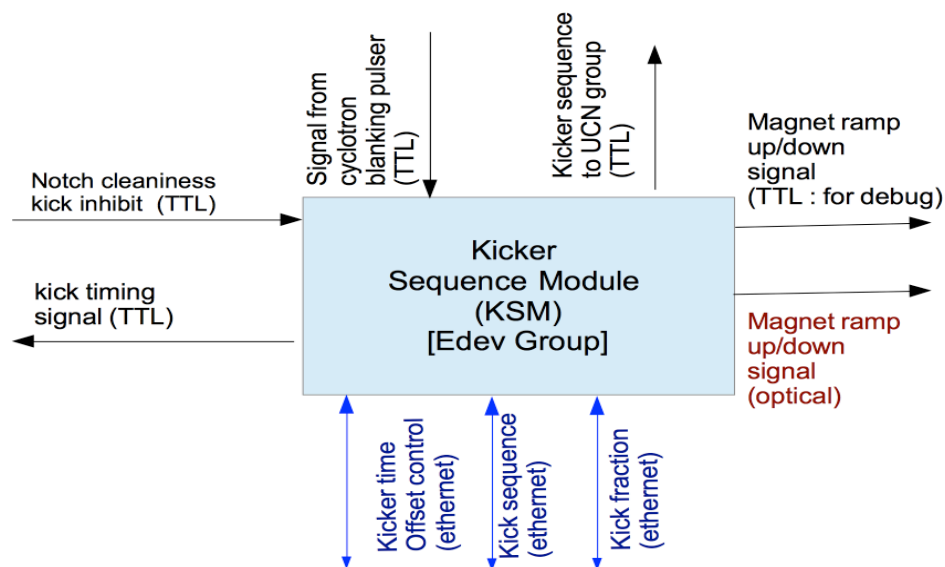 Signal from
cyclotron
blanking pulser
(TTL)
Kicker sequence
to UCN group
(TTL)
Magnet ramp
up/down
signal
(TTL : for debug)
Notch cleaniness
kick inhibit (TTL)
Kicker
Sequence Module
(KSM)
[Edev Group]
kick timing
signal (TTL)
Magnet ramp
up/down
signal
(optical)
Kicker time
Offset control
(ethernet)
Kick sequence
(ethernet)
Kick fraction
(ethernet)